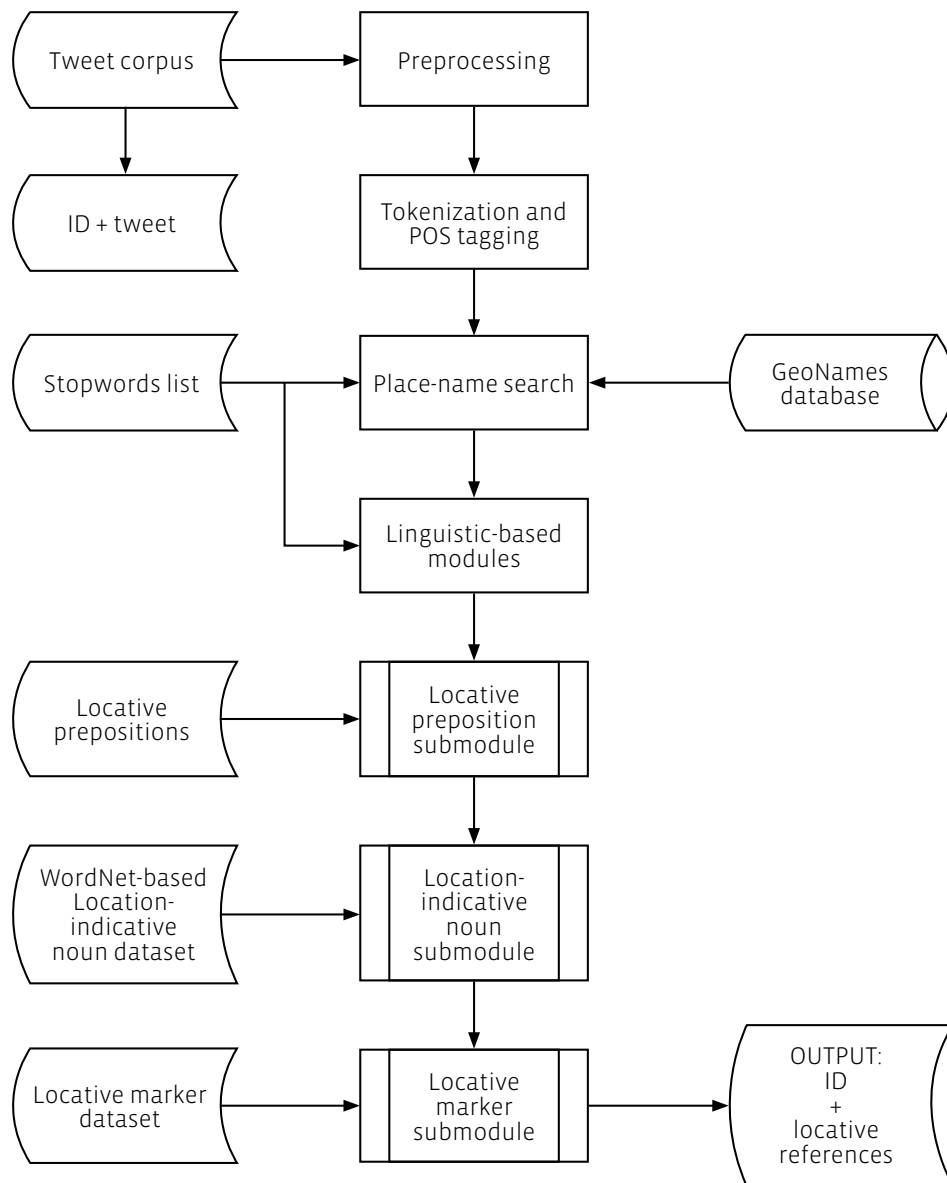 Tweet corpus
Preprocessing
ID + tweet
Tokenization and
POS tagging
Stopwords list
Place-name search
GeoNames
database
Linguistic-based
modules
Locative
prepositions
Locative
preposition
submodule
WordNet-based
Location-
indicative
noun dataset
Location-
indicative
noun
submodule
Locative marker
dataset
Locative
marker
submodule
OUTPUT:
ID
+
locative
references